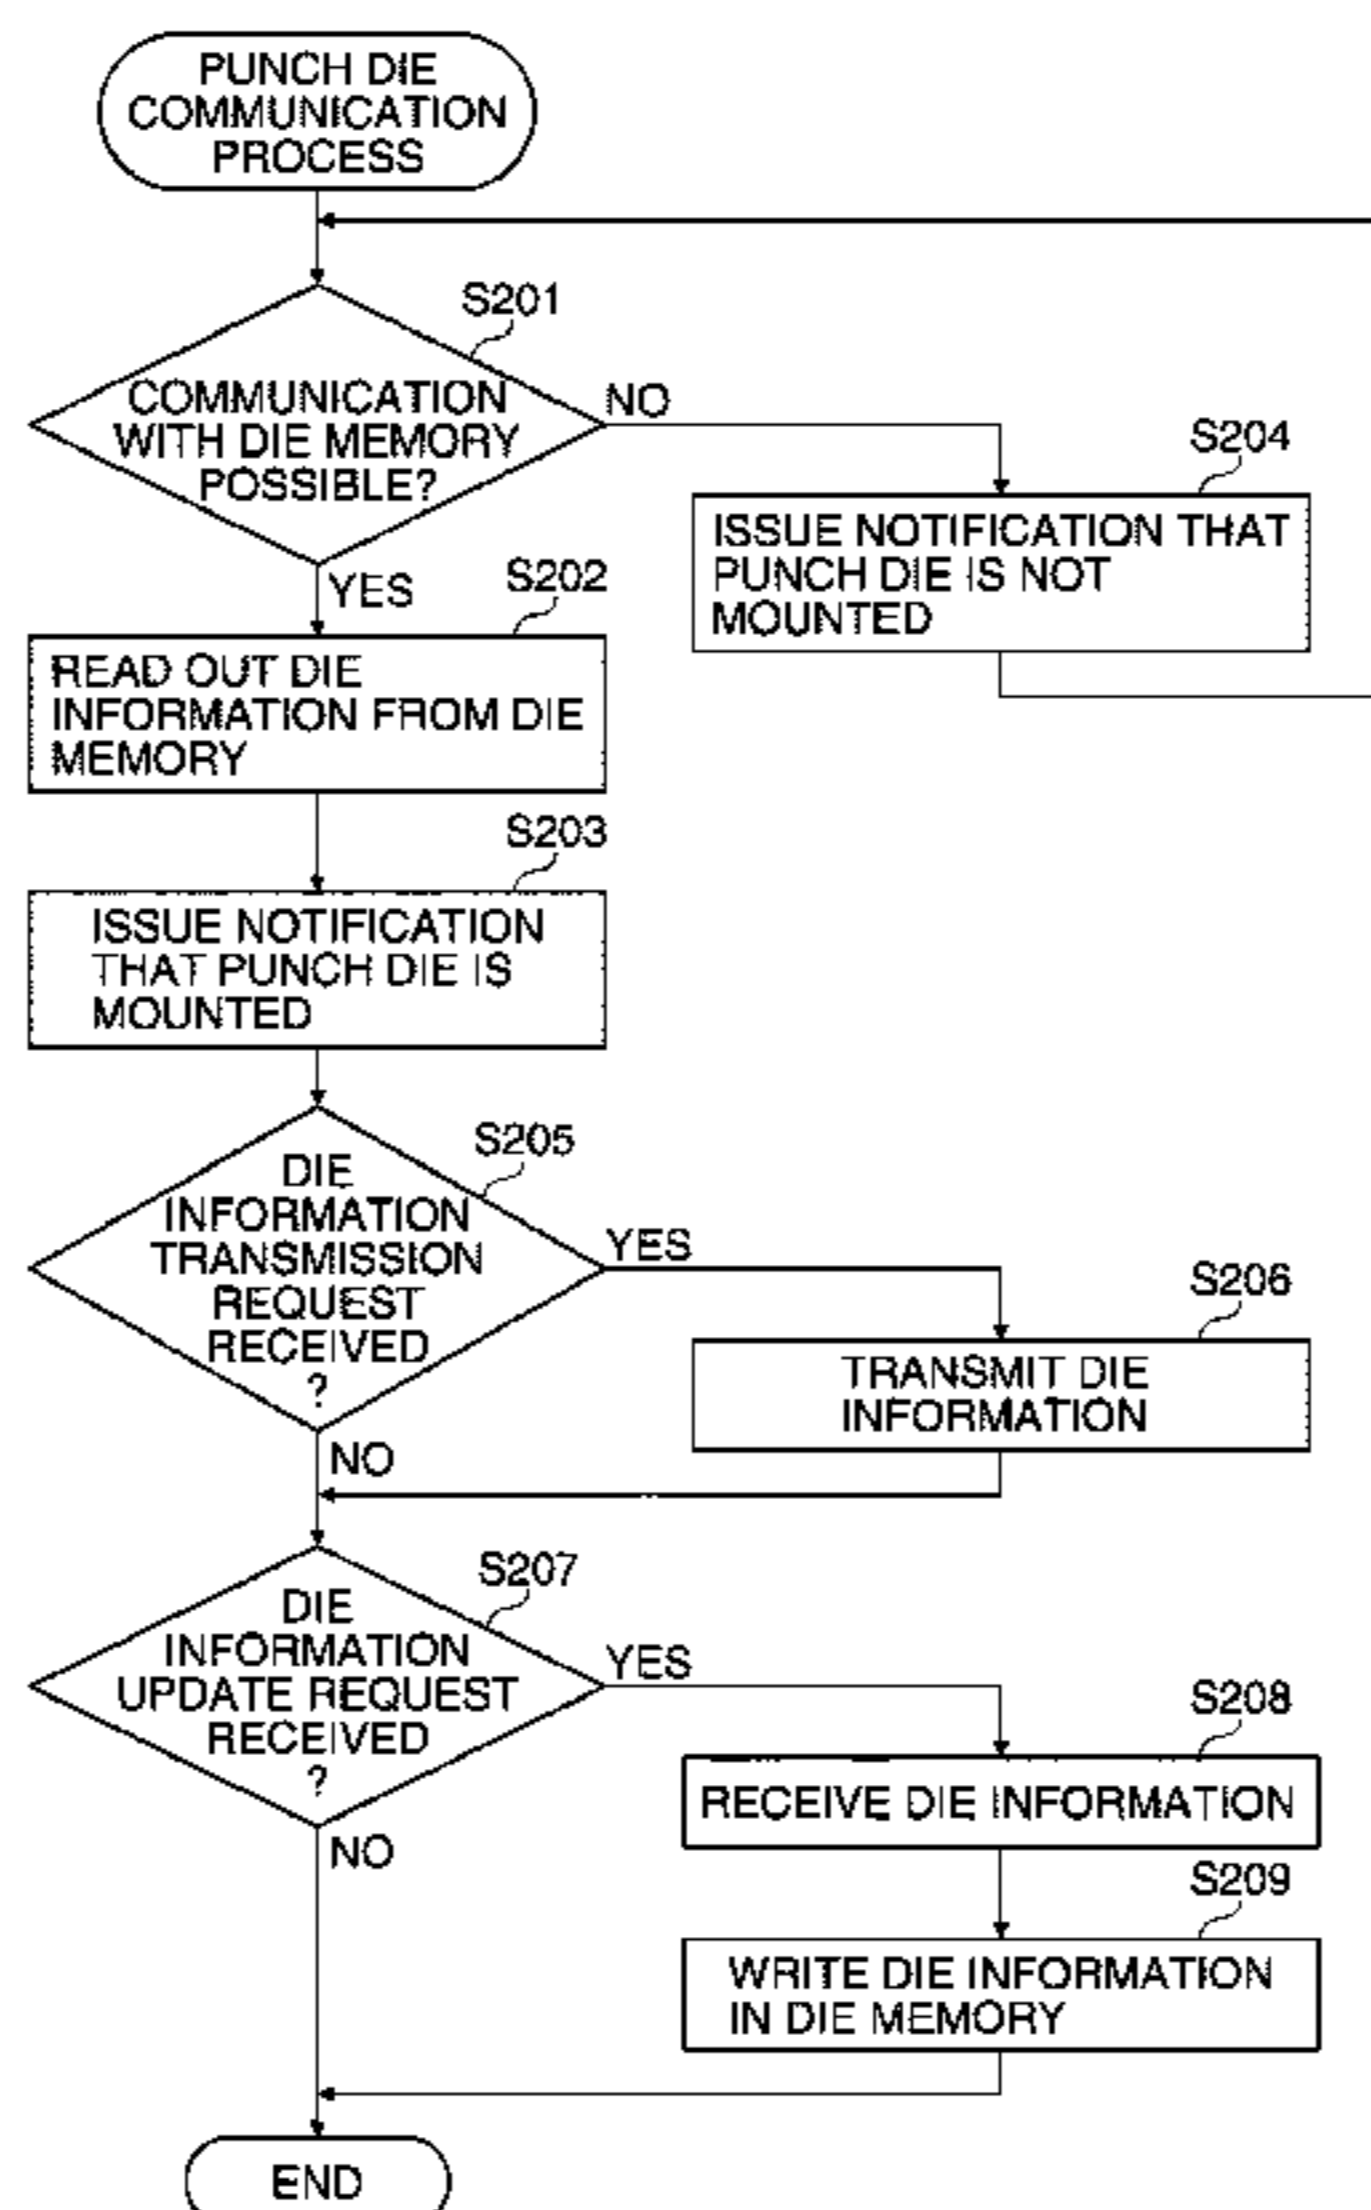 PUNCH DIE
COMMUNICATION
PROCESS
S201
COMMUNICATION
WITH DIE MEMORY
POSSIBLE?
NO
S204
ISSUE NOTIFICATION THAT
PUNCH DIE IS NOT
MOUNTED
YES
S202
READ OUT DIE
INFORMATION FROM DIE
MEMORY
S203
ISSUE NOTIFICATION
THAT PUNCH DIE IS
MOUNTED
S205
DIE
INFORMATION
TRANSMISSION
REQUEST
RECEIVED
?
YES
S206
TRANSMIT DIE
INFORMATION
NO
S207
DIE
INFORMATION
UPDATE REQUEST
RECEIVED
?
YES
S208
RECEIVE DIE INFORMATION
NO
S209
WRITE DIE INFORMATION
IN DIE MEMORY
END